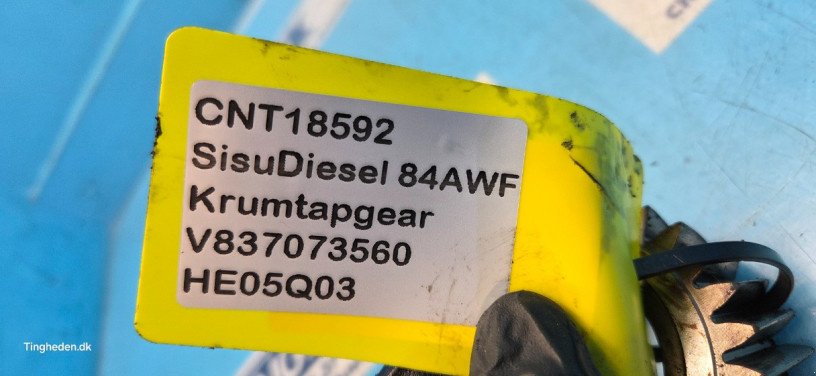 CNT18592
SisuDiesel 84AWF
Krumtapgear
V837073560
HE05Q03
Tingheden.dk